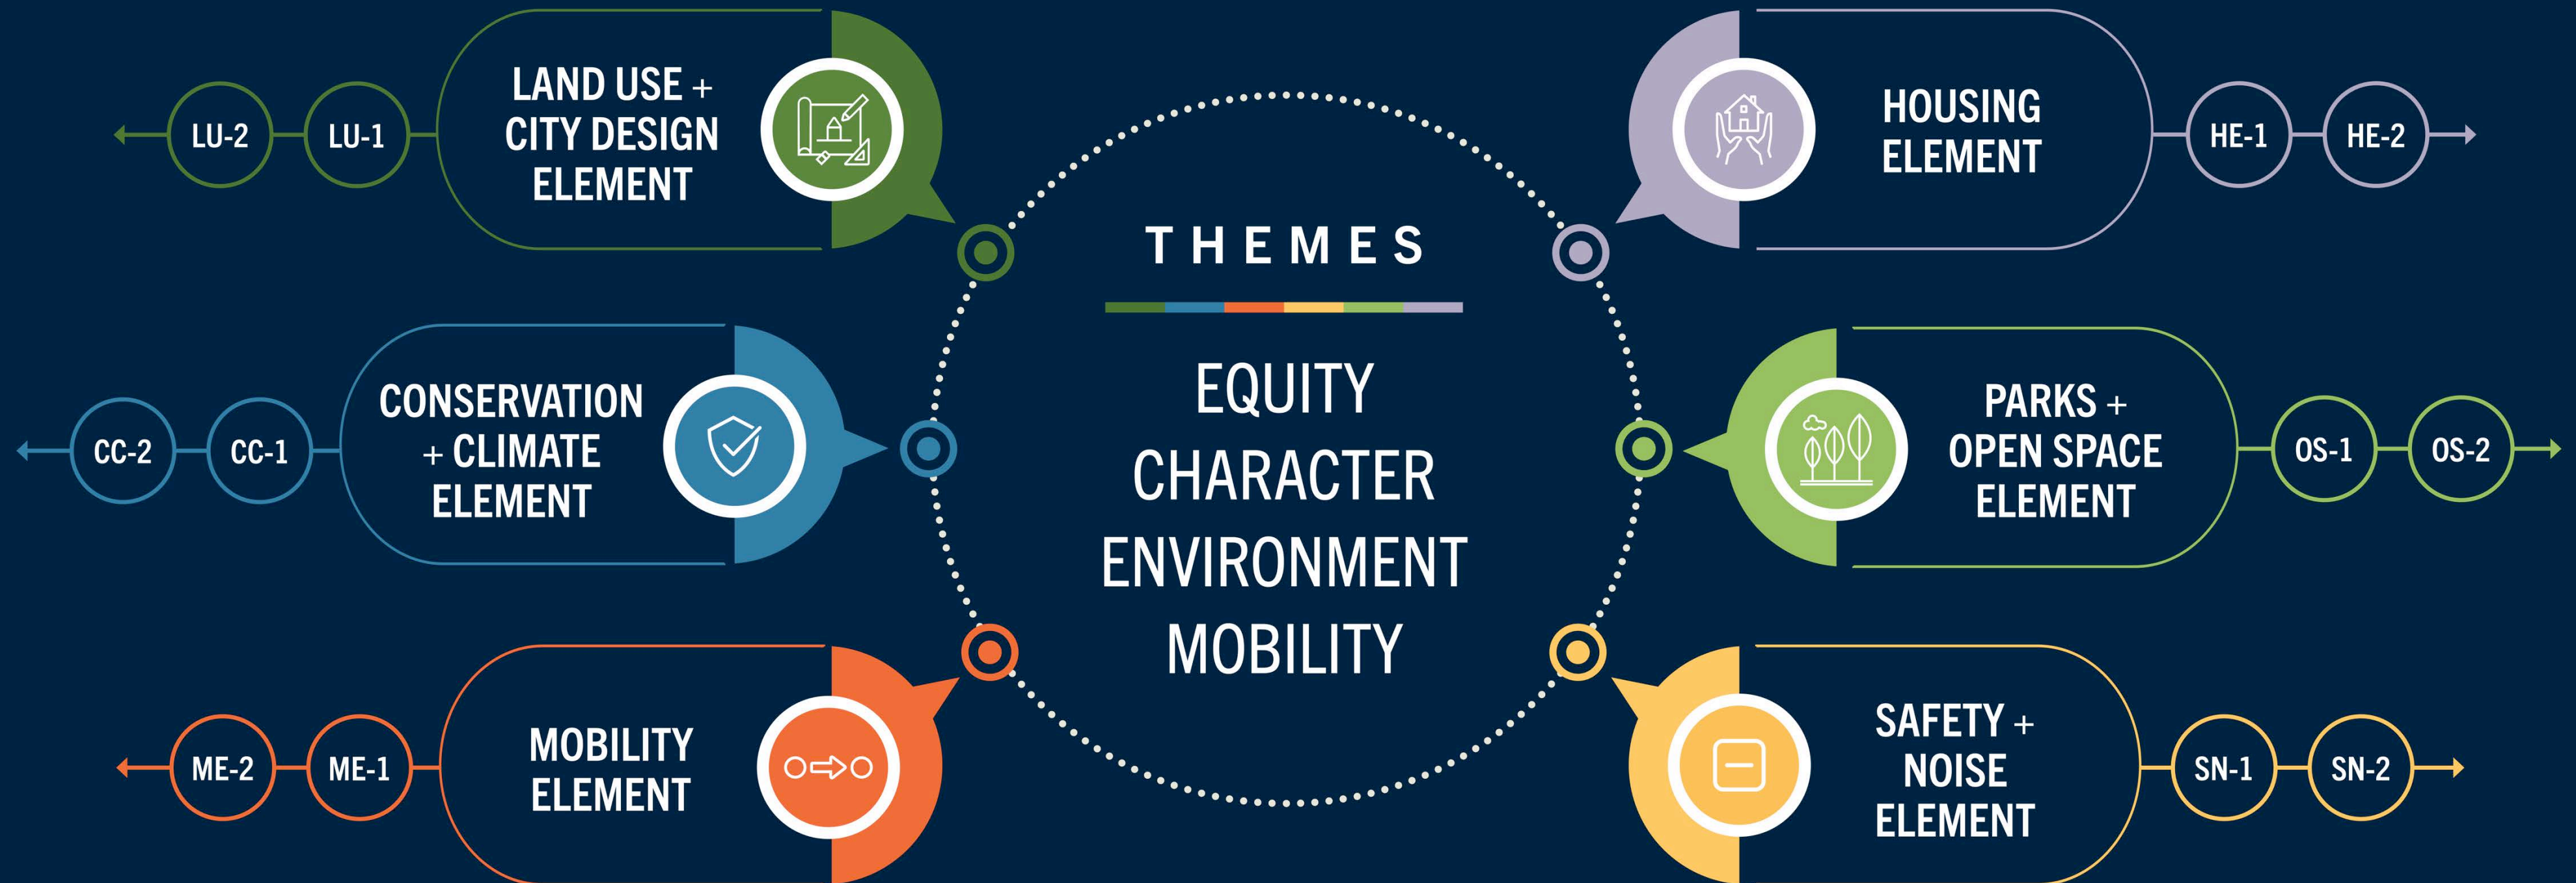 LAND USE +
CITY DESIGN
ELEMENT
LU-2
LU-1
CONSERVATION
+ CLIMATE
ELEMENT
CC-2
CC-1
MOBILITY
ELEMENT
ME-2
ME-1
THEMES
EQUITY
CHARACTER
ENVIRONMENT
MOBILITY
HOUSING
ELEMENT
HE-1
HE-2
PARKS +
OPEN SPACE
ELEMENT
OS-1
OS-2
SAFETY +
NOISE
ELEMENT
SN-1
SN-2